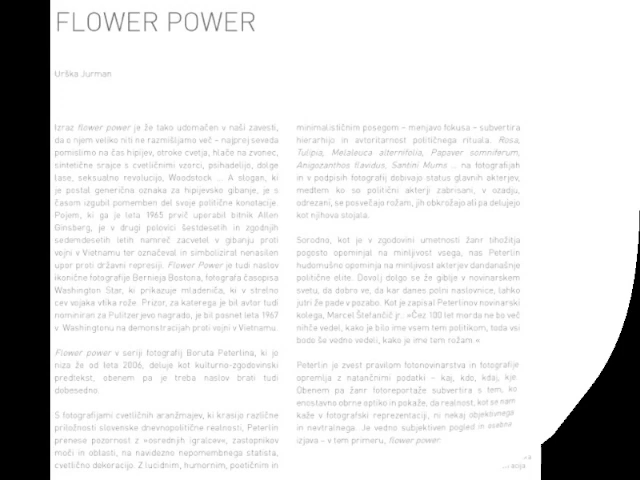 FLOWER POWER
Urška Jurman
Izraz flower power je že tako udomačen v naši zavesti,
da o njem veliko niti ne razmišljamo več – najprej seveda
pomislimo na čas hipijev, otroke cvetja, hlače na zvonec,
sintetične srajce s cvetličnimi vzorci, psihadelijo, dolge
lase, seksualno revolucijo, Woodstock ... A slogan, ki
je postal generična oznaka za hipijevsko gibanje, je s
časom izgubil pomemben del svoje politične konotacije.
Pojem, ki ga je leta 1965 prvič uporabil bitnik Allen
Ginsberg, je v drugi polovici šestdesetih in zgodnjih
sedemdesetih letih namreč zacvetel v gibanju proti
vojni v Vietnamu ter označeval in simboliziral nenasilen
upor proti državni represiji. Flower Power je tudi naslov
ikonične fotografije Bernieja Bostona, fotografa časopisa
Washington Star, ki prikazuje mladeniča, ki v strelno
cev vojaka vtika rože. Prizor, za katerega je bil avtor tudi
nominiran za Pulitzerjevo nagrado, je bil posnet leta 1967
v Washingtonu na demonstracijah proti vojni v Vietnamu.
Flower power v seriji fotografij Boruta Peterlina, ki jo
niza že od leta 2006, deluje kot kulturno-zgodovinski
predtekst, obenem pa je treba naslov brati tudi
dobesedno.
S fotografijami cvetličnih aranžmajev, ki krasijo različne
priložnosti slovenske dnevnopolitične realnosti, Peterlin
prenese pozornost z »osrednjih igralcev«, zastopnikov
moči in oblasti, na navidezno nepomembnega statista,
cvetlično dekoracijo. Z lucidnim, humornim, poetičnim in
minimalističnim posegom – menjavo fokusa – subvertira
hierarhijo in avtoritarnost političnega rituala. Rosa,
Tulipia, Melaleuca alternifolia, Papaver somniferum,
Anigozanthos flavidus, Santini Mums ... na fotografijah
in v podpisih fotografij dobivajo status glavnih akterjev,
medtem ko so politični akterji zabrisani, v ozadju,
odrezani, se posvečajo rožam, jih obkrožajo ali pa delujejo
kot njihova stojala.
Sorodno, kot je v zgodovini umetnosti žanr tihožitja
pogosto opominjal na minljivost vsega, nas Peterlin
hudomušno opominja na minljivost akterjev dandanašnje
politične elite. Dovolj dolgo se že giblje v novinarskem
svetu, da dobro ve, da kar danes polni naslovnice, lahko
jutri že pade v pozabo. Kot je zapisal Peterlinov novinarski
kolega, Marcel Štefančič jr.: »Čez 100 let morda ne bo več
nihče vedel, kako je bilo ime vsem tem politikom, toda vsi
bodo še vedno vedeli, kako je ime tem rožam.«
Peterlin je zvest pravilom fotonovinarstva in fotografije
opremlja z natančnimi podatki – kaj, kdo, kdaj, kje.
Obenem pa žanr fotoreportaže subvertira s tem, ko
enostavno obrne optiko in pokaže, da realnost, kot se nam
kaže v fotografski reprezentaciji, ni nekaj objektivnega
in nevtralnega. Je vedno subjektiven pogled in osebna
izjava – v tem primeru, flower power.